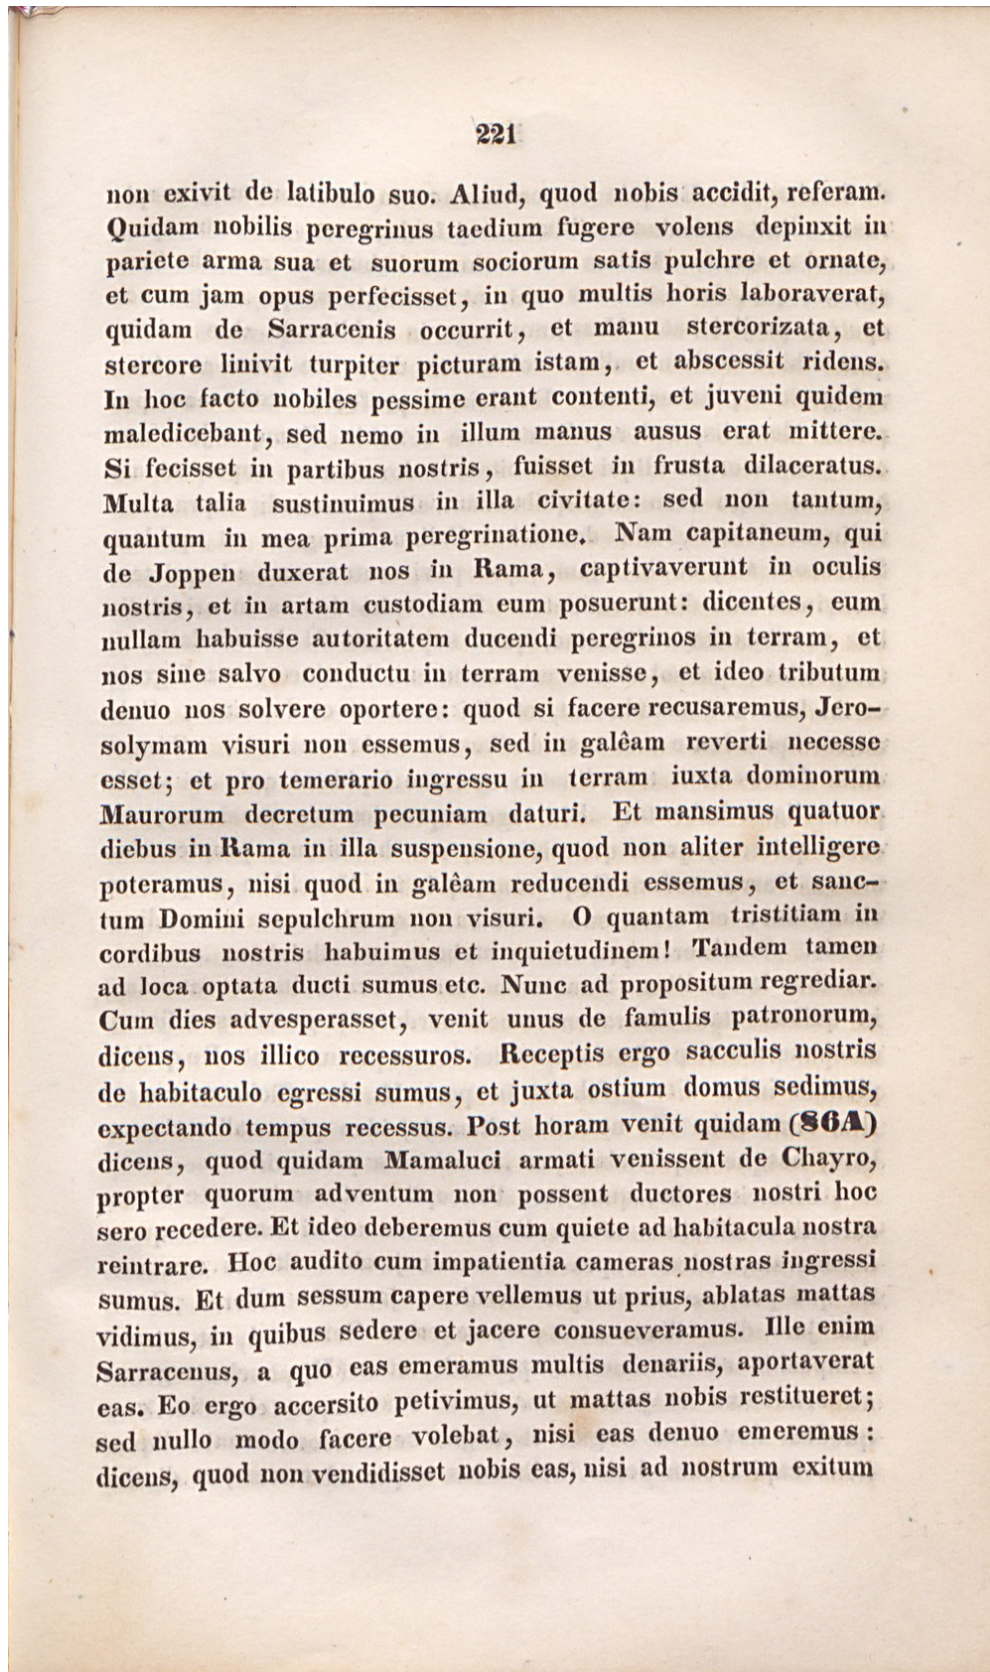 221
non exivit de latibulo suo. Aliud, quod nobis accidit, referam.
Quidam nobilis peregrinus taedium fugere volens depinxit in
pariete arma sua et suorum sociorum satis pulchre et ornate,
et cum jam opus perfecisset, in quo multis horis laboraverat,
quidam de Sarracenis occurrit, et manu stercorizata, et
stercore linivit turpiter picturam istam, et abscessit ridens.
In hoc facto nobiles pessime erant contenti, et juveni quidem
maledicebant, sed nemo in illum manus ausus erat mittere.
Si fecisset in partibus nostris, fuisset in frusta dilaceratus.
Multa talia sustinuimus in illa civitate: sed non tantum,
quantum in mea prima peregrinatione. Nam capitaneum, qui
de Joppen duxerat nos in Rama, captivaverunt in oculis
nostris, et in artam custodiam eum posuerunt: dicentes, eum
nullam habuisse autoritatem ducendi peregrinos in terram, et
nos sine salvo conductu in terram venisse, et ideo tributum
denuo nos solvere oportere: quod si facere recusaremus, Jero-
solymam visuri non essemus, sed in galêam reverti necesse
esset; et pro temerario ingressu in terram iuxta dominorum
Maurorum decretum pecuniam daturi. Et mansimus quatuor
diebus in Rama in illa suspensione, quod non aliter intelligere
poteramus, nisi quod in galêam reducendi essemus, et sanc-
tum Domini sepulchrum non visuri. O quantam tristitiam in
cordibus nostris habuimus et inquietudinem! Tandem tamen
ad loca optata ducti sumus etc. Nunc ad propositum regrediar.
Cum dies advesperasset, venit unus de famulis patronorum,
dicens, nos illico recessuros. Receptis ergo sacculis nostris
de habitaculo egressi sumus, et juxta ostium domus sedimus,
expectando tempus recessus. Post horam venit quidam (86A)
dicens, quod quidam Mamaluci armati venissent de Chayro,
propter quorum adventum non possent ductores nostri hoc
sero recedere. Et ideo deberemus cum quiete ad habitacula nostra
reintrare. Hoc audito cum impatientia cameras nostras ingressi
sumus. Et dum sessum capere vellemus ut prius, ablatas mattas
vidimus, in quibus sedere et jacere consueveramus. Ille enim
Sarracenus, a quo eas emeramus multis denariis, aportaverat
eas. Eo ergo accersito petivimus, ut mattas nobis restitueret;
sed nullo modo facere volebat, nisi eas denuo emeremus:
dicens, quod non vendidisset nobis eas, nisi ad nostrum exitum